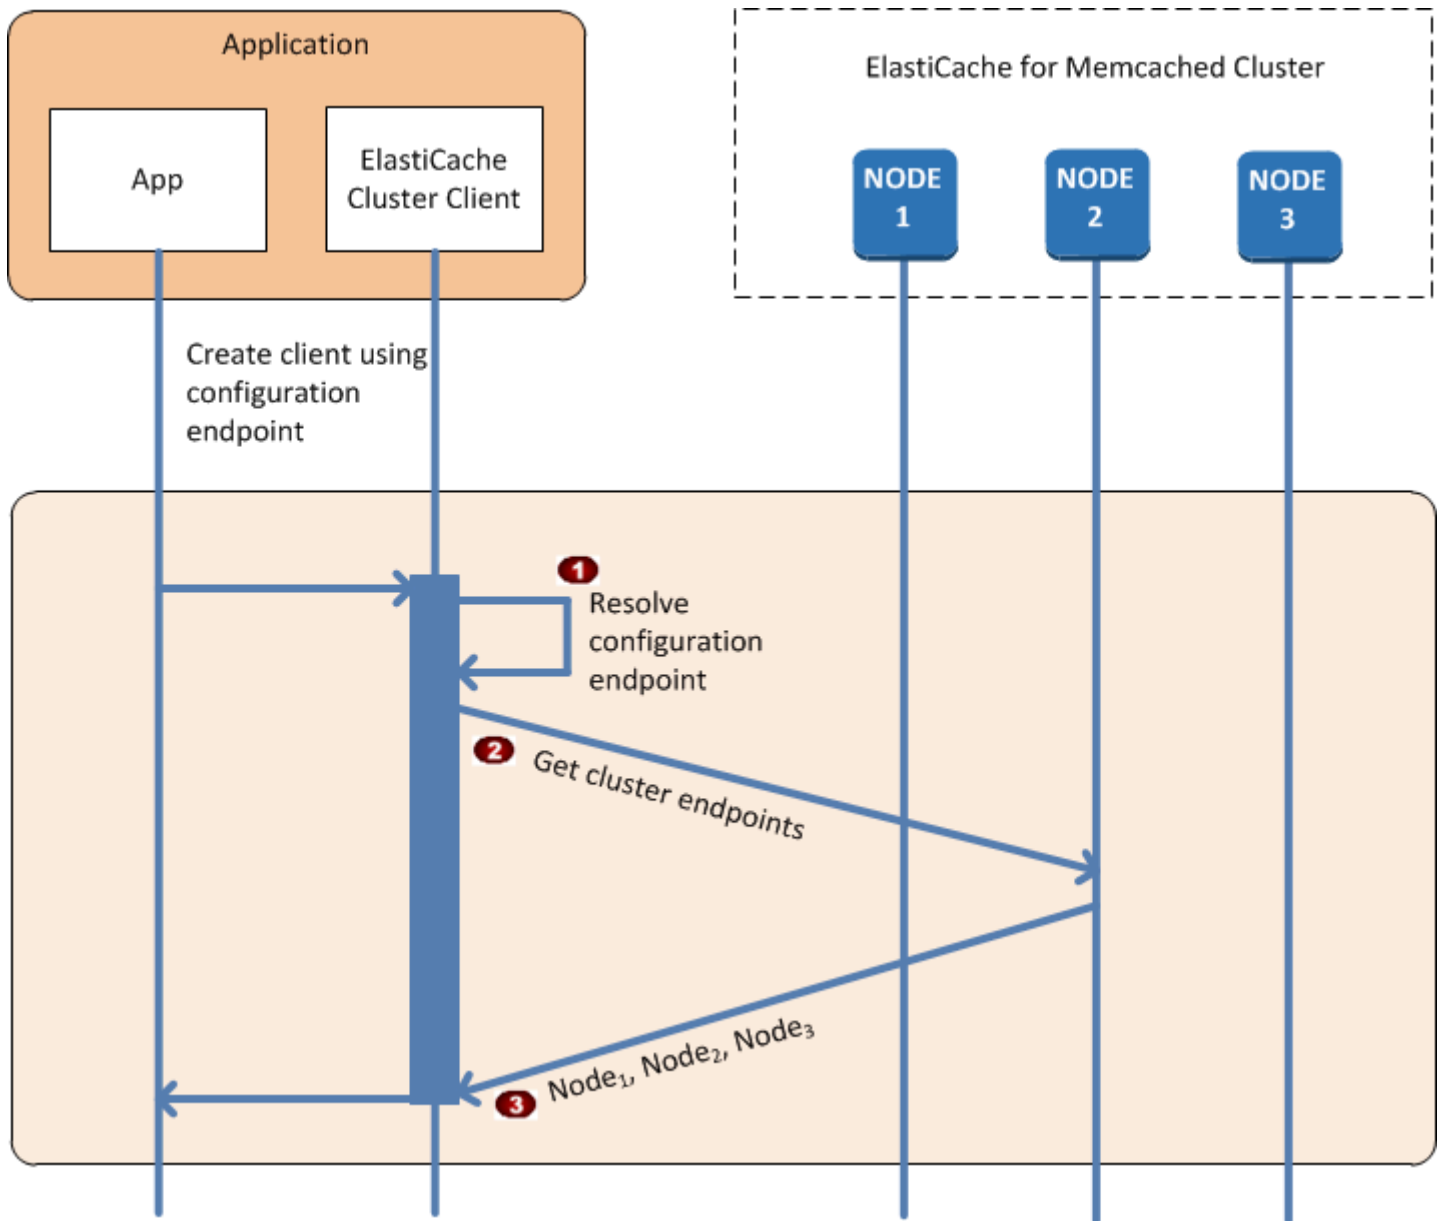 Application
App
ElastiCache
Cluster Client
ElastiCache for Memcached Cluster
NODE
1
NODE
2
NODE
3
Create client using
configuration
endpoint
1
Resolve
configuration
endpoint
2
Get cluster endpoints
3
Node₁, Node₂, Node₃